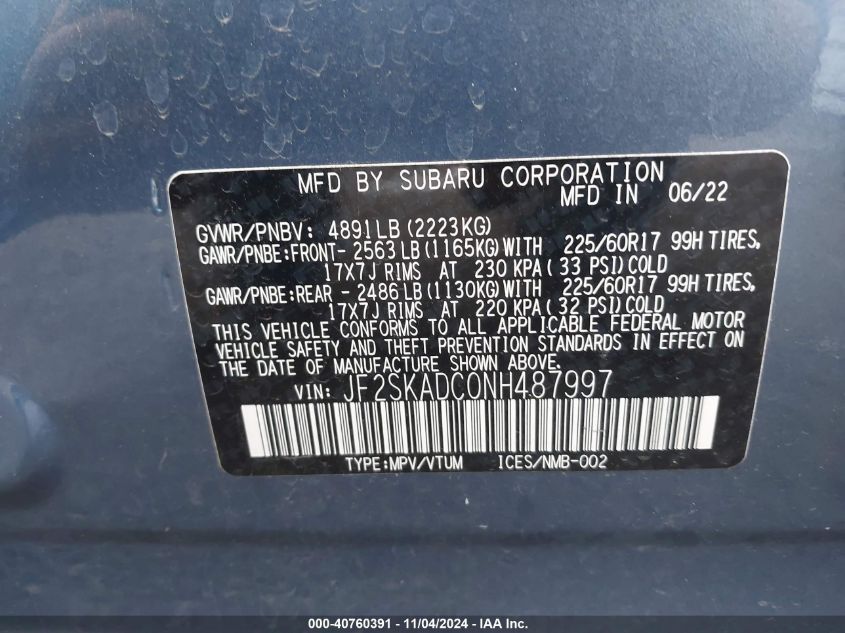 MFD BY SUBARU CORPORATION
MFD IN 06/22
GVWR/PNBV: 4891LB (2223KG)
GAWR/PNBE:FRONT- 2563 LB (1165KG) WITH 225/60R17 99H TIRES,
17X7J RIMS AT 230 KPA ( 33 PSI) COLD
GAWR/PNBE:REAR - 2486 LB (1130KG) WITH 225/60R17 99H TIRES,
17X7J RIMS AT 220 KPA ( 32 PSI) COLD
THIS VEHICLE CONFORMS TO ALL APPLICABLE FEDERAL MOTOR
VEHICLE SAFETY AND THEFT PREVENTION STANDARDS IN EFFECT ON
THE DATE OF MANUFACTURE SHOWN ABOVE.
VIN: JF2SKADC0NH487997
TYPE:MPV/VTUM ICES/NMB-002
000-40760391 - 11/04/2024 - IAA Inc.